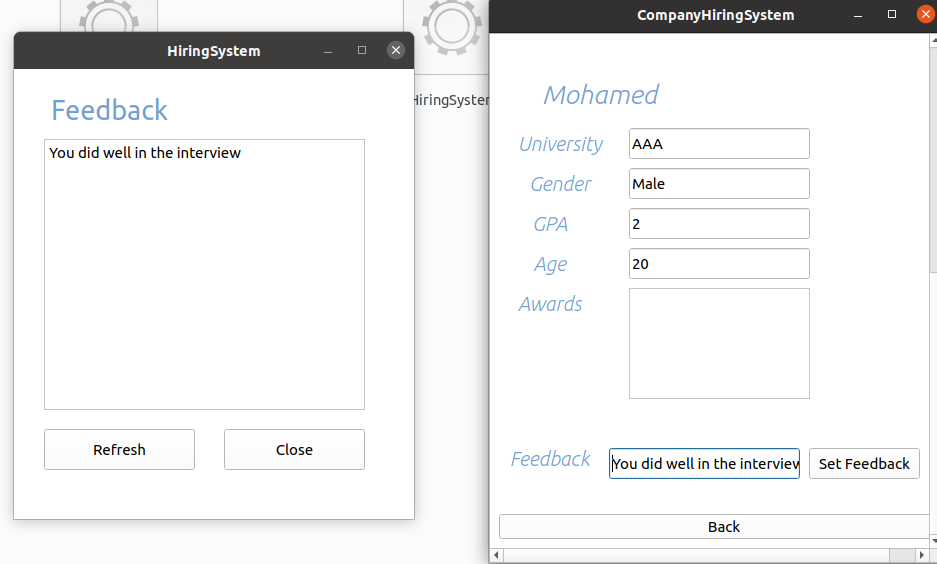 HiringSystem
Feedback
You did well in the interview
Refresh
Close
HiringSyster
CompanyHiringSystem
Mohamed
University
AAA
Gender
Male
GPA
2
Age
20
Awards
Feedback
You did well in the interview
Set Feedback
Back